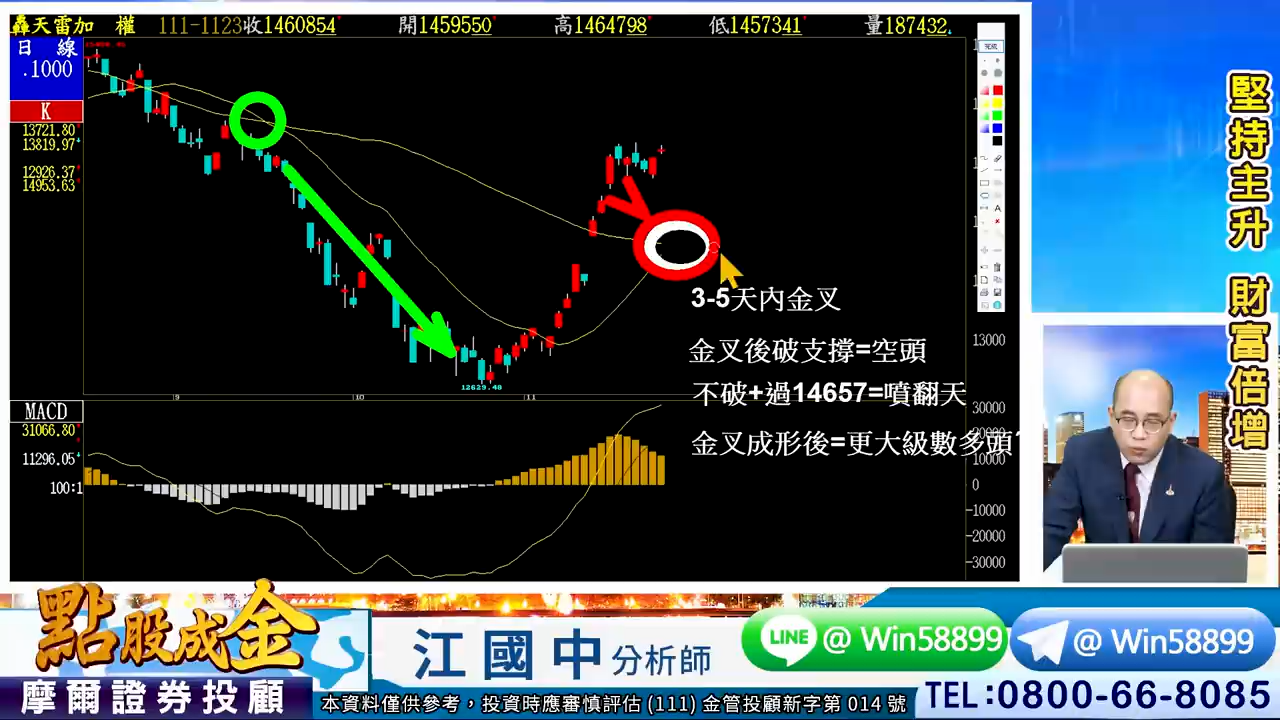 轟天雷加 權 111-1123收1460854 開1459550 高1464798 低1457341 量187432
日 線
.1000
K
13721.80
13819.97
12926.37
14953.63
完成
A
堅持主升 財富倍增
3-5天內金叉
金叉後破支撐=空頭
不破+過14657=噴翻天
金叉成形後=更大級數多頭?
12629.48
13000
9 10 11
MACD
31066.80
11296.05
100:1
30000
20000
10000
0
-10000
-20000
-30000
點股成金
摩爾證券投顧
江國中 分析師
LINE @ Win58899
@ Win58899
本資料僅供參考，投資時應審慎評估 (111) 金管投顧新字第 014 號
TEL:0800-66-8085